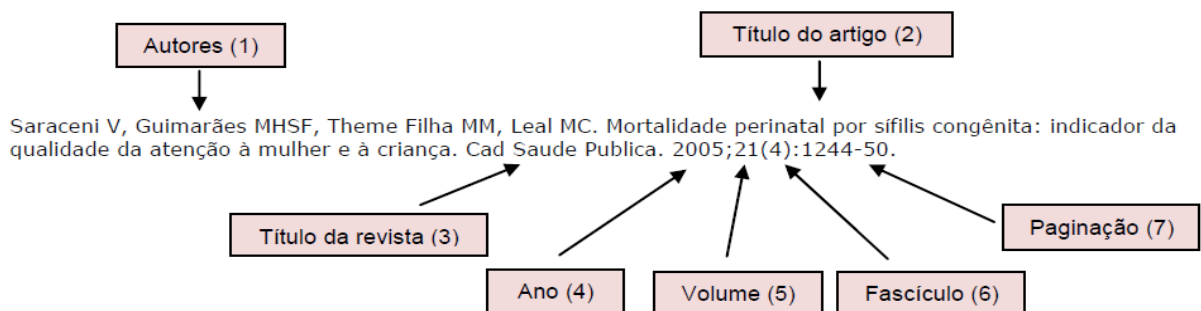 Autores (1)
Título do artigo (2)
Saraceni V, Guimarães MHSF, Theme Filha MM, Leal MC. Mortalidade perinatal por sífilis congênita: indicador da
qualidade da atenção à mulher e à criança. Cad Saude Publica. 2005;21(4):1244-50.
Título da revista (3)
Paginação (7)
Ano (4)
Volume (5)
Fascículo (6)